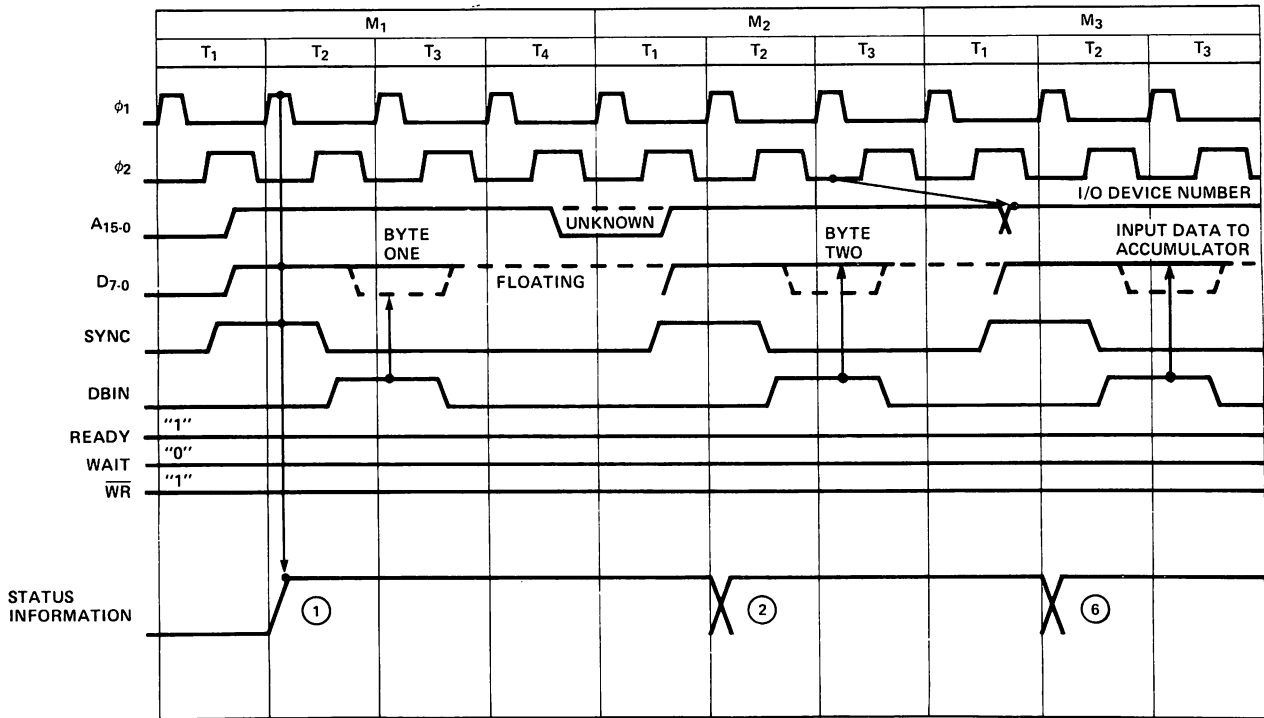 M1 M2 M3
T1 T2 T3 T4 T1 T2 T3 T1 T2 T3
ϕ1
ϕ2
I/O DEVICE NUMBER
A15-0
UNKNOWN
BYTE
ONE
BYTE
TWO
INPUT DATA TO
ACCUMULATOR
D7-0
FLOATING
SYNC
DBIN
READY "1"
WAIT "0"
WR "1"
STATUS
INFORMATION
1 2 6